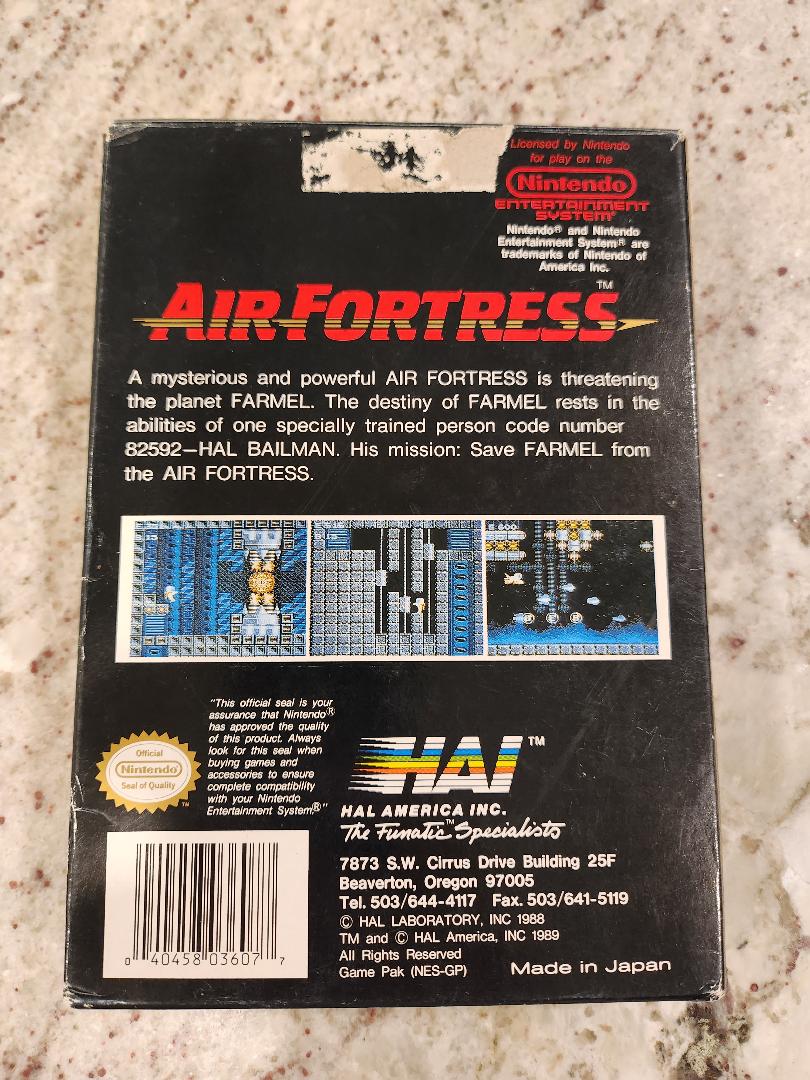 Licensed by Nintendo
for play on the
Nintendo
ENTERTAINMENT
SYSTEM®
Nintendo® and Nintendo
Entertainment System® are
trademarks of Nintendo of
America Inc.
AIR FORTRESS™
A mysterious and powerful AIR FORTRESS is threatening
the planet FARMEL. The destiny of FARMEL rests in the
abilities of one specially trained person code number
82592—HAL BAILMAN. His mission: Save FARMEL from
the AIR FORTRESS.
"This official seal is your
assurance that Nintendo®
has approved the quality
of this product. Always
look for this seal when
buying games and
accessories to ensure
complete compatibility
with your Nintendo
Entertainment System®"
Official
Nintendo
Seal of Quality
™
HAL™
HAL AMERICA INC.
The Funatic™ Specialists
7873 S.W. Cirrus Drive Building 25F
Beaverton, Oregon 97005
Tel. 503/644-4117 Fax. 503/641-5119
© HAL LABORATORY, INC 1988
TM and © HAL America, INC 1989
All Rights Reserved
Game Pak (NES-GP)
Made in Japan
0 40458 03607 7